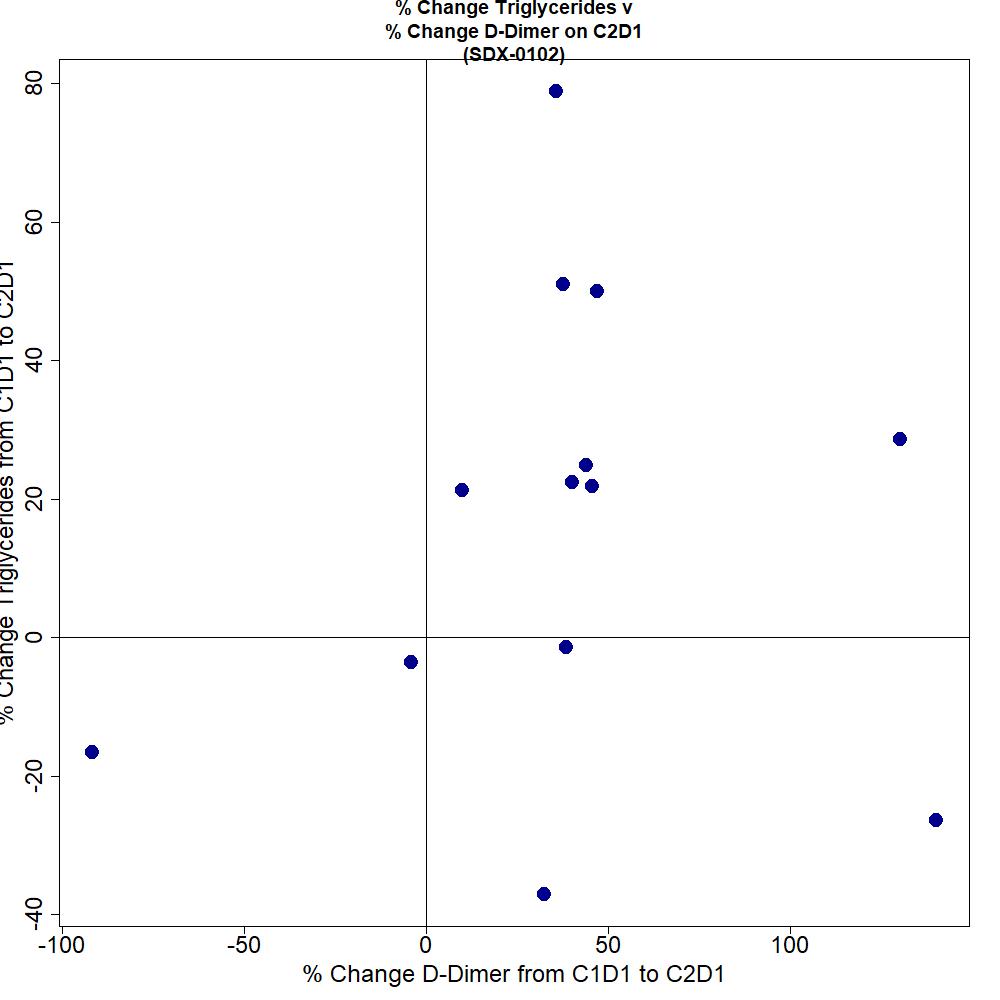 % Change Triglycerides v
% Change D-Dimer on C2D1
(SDX-0102)
% Change Triglycerides from C1D1 to C2D1
80
60
40
20
0
-20
-40
-100
-50
0
50
100
% Change D-Dimer from C1D1 to C2D1